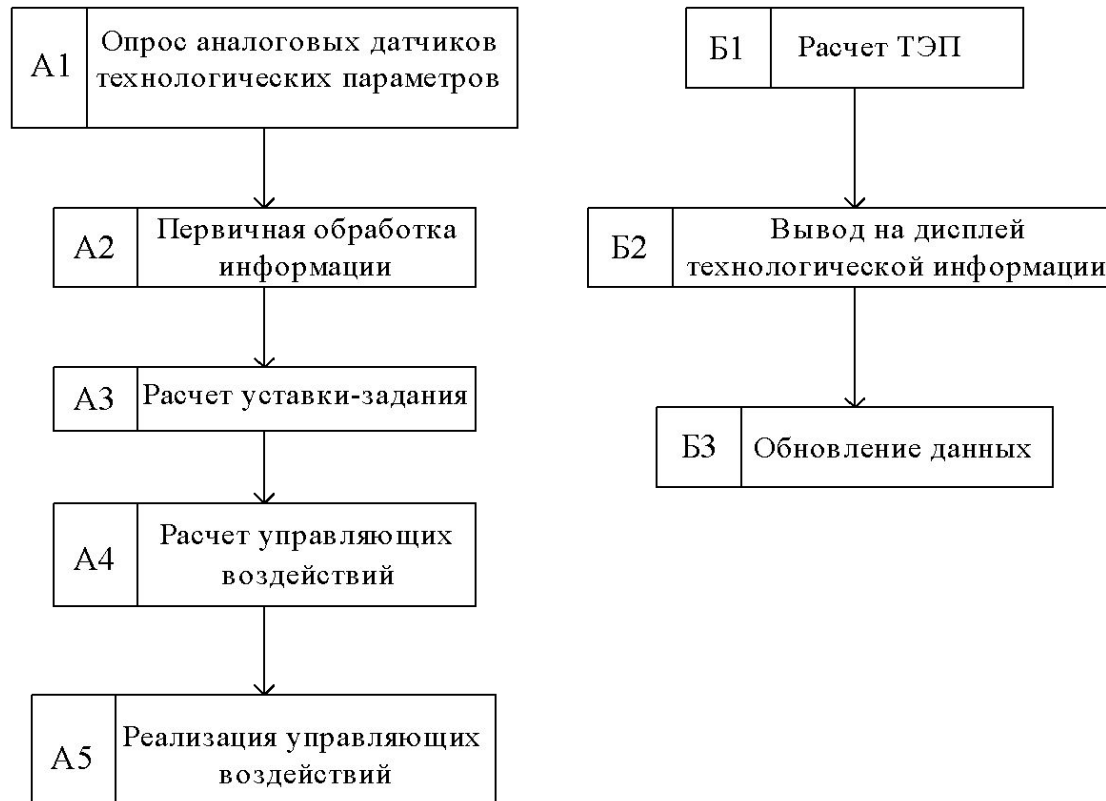 А1
Опрос аналоговых датчиков
технологических параметров
А2
Первичная обработка
информации
А3
Расчет уставки-задания
А4
Расчет управляющих
воздействий
А5
Реализация управляющих
воздействий
Б1
Расчет ТЭП
Б2
Вывод на дисплей
технологической информации
Б3
Обновление данных